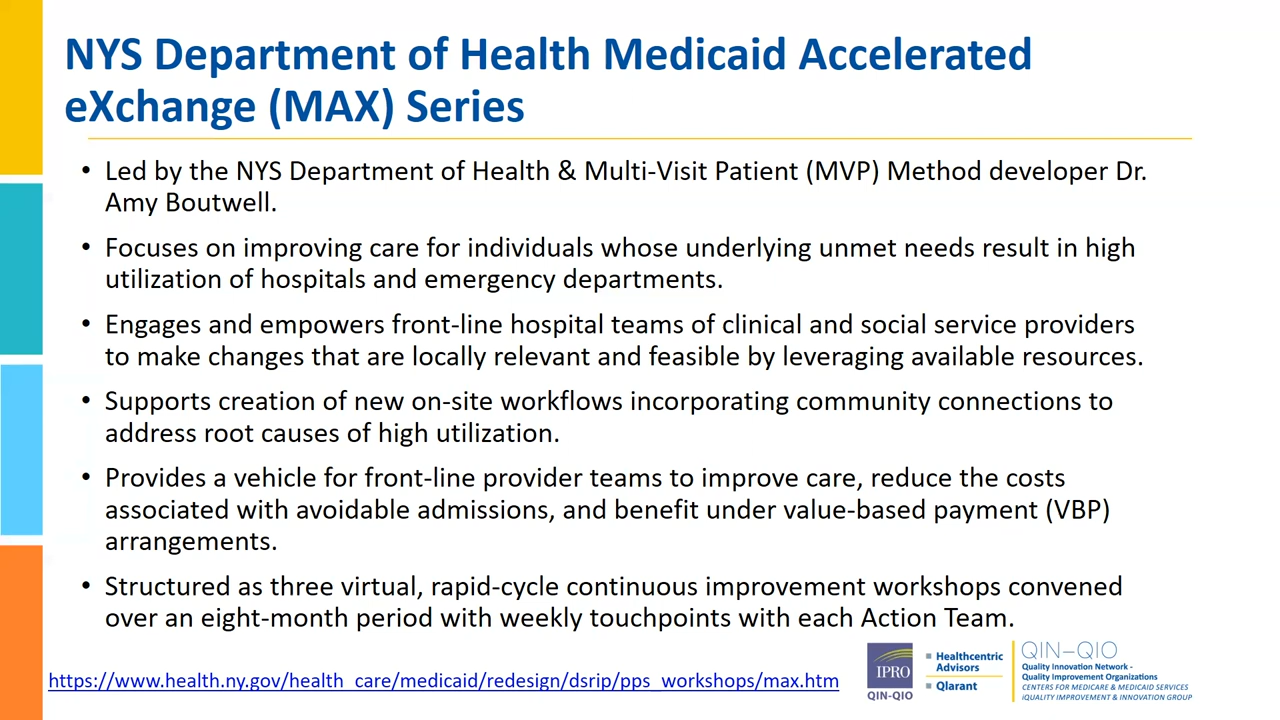 NYS Department of Health Medicaid Accelerated
eXchange (MAX) Series
• Led by the NYS Department of Health & Multi-Visit Patient (MVP) Method developer Dr.
Amy Boutwell.
• Focuses on improving care for individuals whose underlying unmet needs result in high
utilization of hospitals and emergency departments.
• Engages and empowers front-line hospital teams of clinical and social service providers
to make changes that are locally relevant and feasible by leveraging available resources.
• Supports creation of new on-site workflows incorporating community connections to
address root causes of high utilization.
• Provides a vehicle for front-line provider teams to improve care, reduce the costs
associated with avoidable admissions, and benefit under value-based payment (VBP)
arrangements.
• Structured as three virtual, rapid-cycle continuous improvement workshops convened
over an eight-month period with weekly touchpoints with each Action Team.
https://www.health.ny.gov/health_care/medicaid/redesign/dsrip/pps_workshops/max.htm
IPRO
QIN-QIO
Healthcentric
Advisors
Qlarant
QIN–QIO
Quality Innovation Network -
Quality Improvement Organizations
CENTERS FOR MEDICARE & MEDICAID SERVICES
iQUALITY IMPROVEMENT & INNOVATION GROUP